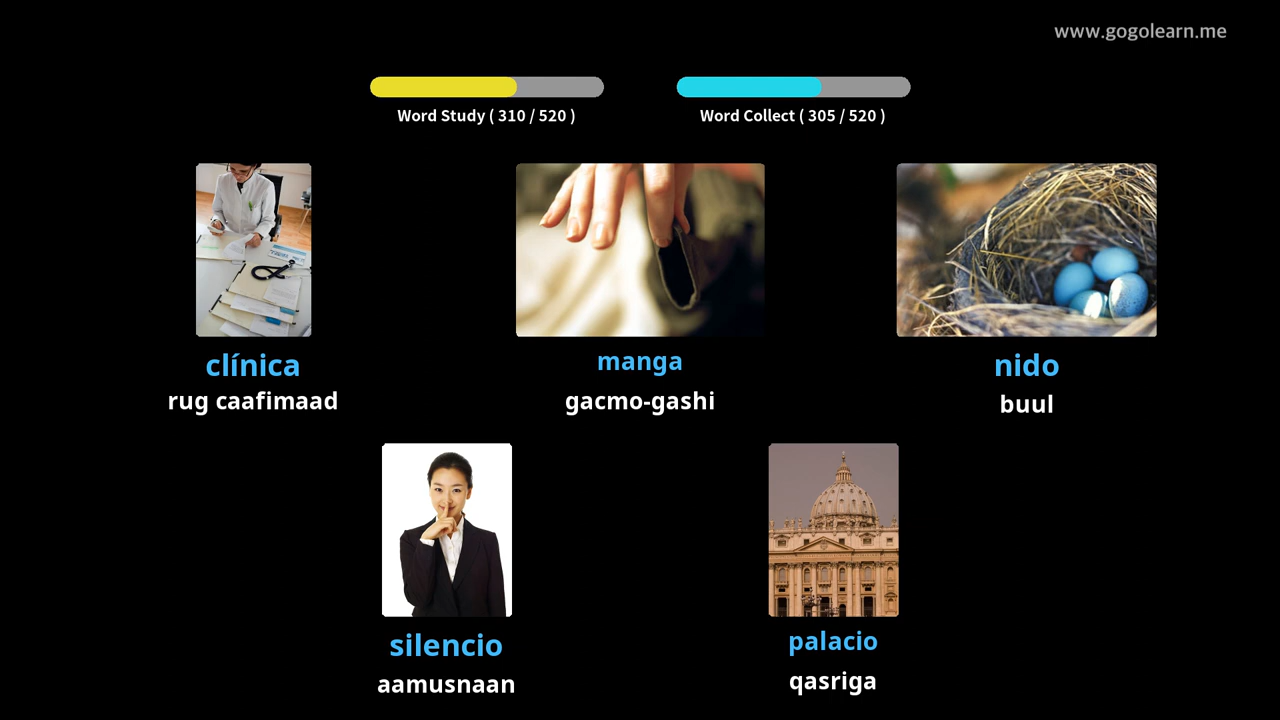 www.gogolearn.me
Word Study ( 310 / 520 )
Word Collect ( 305 / 520 )
clínica
rug caafimaad
manga
gacmo-gashi
nido
buul
silencio
aamusnaan
palacio
qasriga